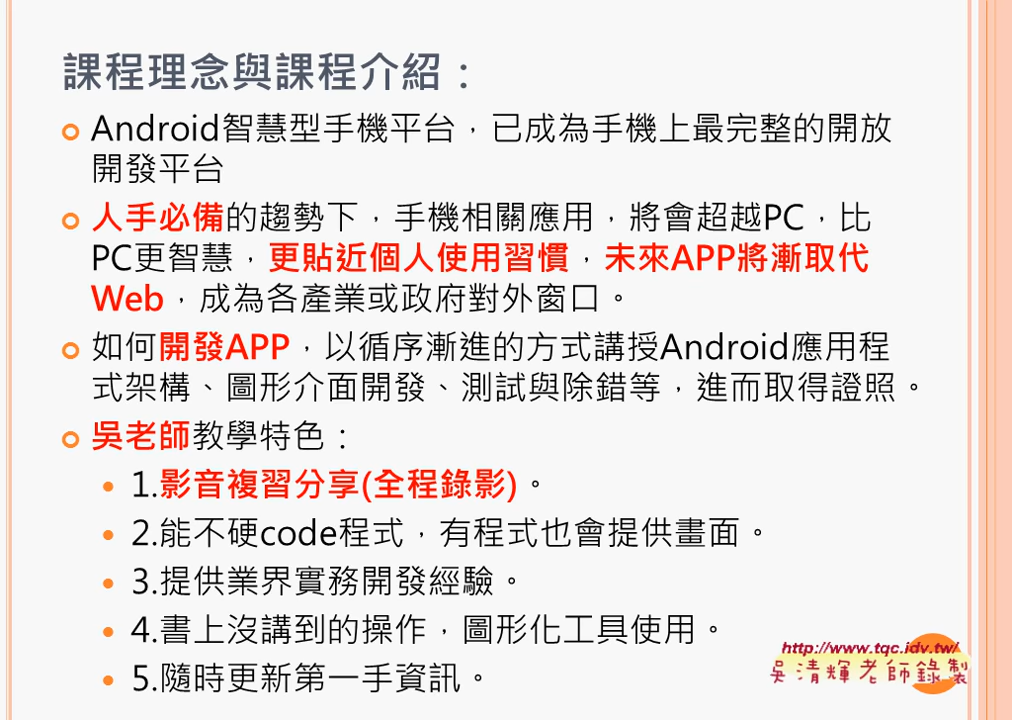 課程理念與課程介紹：
Android智慧型手機平台，已成為手機上最完整的開放
開發平台
人手必備的趨勢下，手機相關應用，將會超越PC，比
PC更智慧，更貼近個人使用習慣，未來APP將漸取代
Web，成為各產業或政府對外窗口。
如何開發APP，以循序漸進的方式講授Android應用程
式架構、圖形介面開發、測試與除錯等，進而取得證照。
吳老師教學特色：
1.影音複習分享(全程錄影)。
2.能不硬code程式，有程式也會提供畫面。
3.提供業界實務開發經驗。
4.書上沒講到的操作，圖形化工具使用。
5.隨時更新第一手資訊。
http://www.tqc.idv.tw/
吳清輝老師錄製